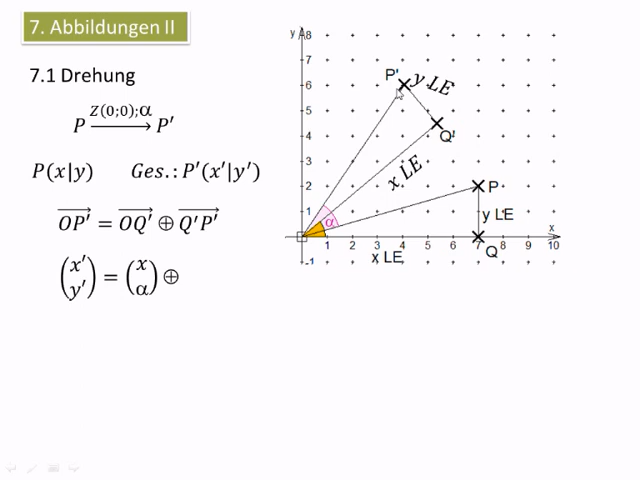 7. Abbildungen II
7.1 Drehung
Z(0;0);α
P ⟶ P'
P(x|y) Ges.: P'(x'|y')
OP' = OQ' ⊕ Q'P'
(x' y') = (x α) ⊕
y
8
7
6
5
4
3
2
1
-1
1 2 3 4 5 6 7 8 9 10
x
P'
y LE
Q'
x LE
P
α
y LE
Q
x LE